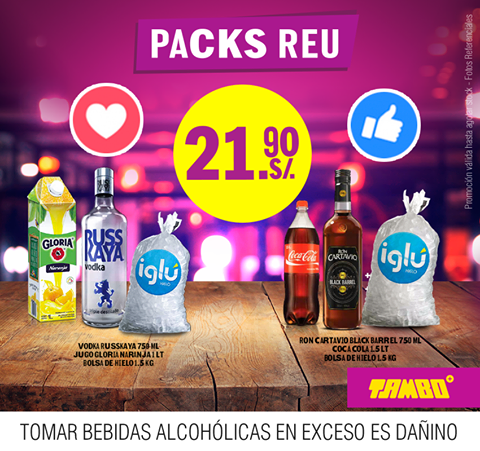 PACKS REU
21.90
S/.
Promoción válida hasta agotar stock - Fotos Referenciales
GLORIA
Naranja
RUSS
KAYA
vodka
iglú
HIELO
Coca-Cola
RON
CARTAVIO
BLACK BARREL
iglú
HIELO
VODKA RUSSKAYA 750 ML
JUGO GLORIA NARANJA 1 LT
BOLSA DE HIELO 1.5 KG
RON CARTAVIO BLACK BARREL 750 ML
COCA COLA 1.5 LT
BOLSA DE HIELO 1.5 KG
TAMBO
TOMAR BEBIDAS ALCOHÓLICAS EN EXCESO ES DAÑINO